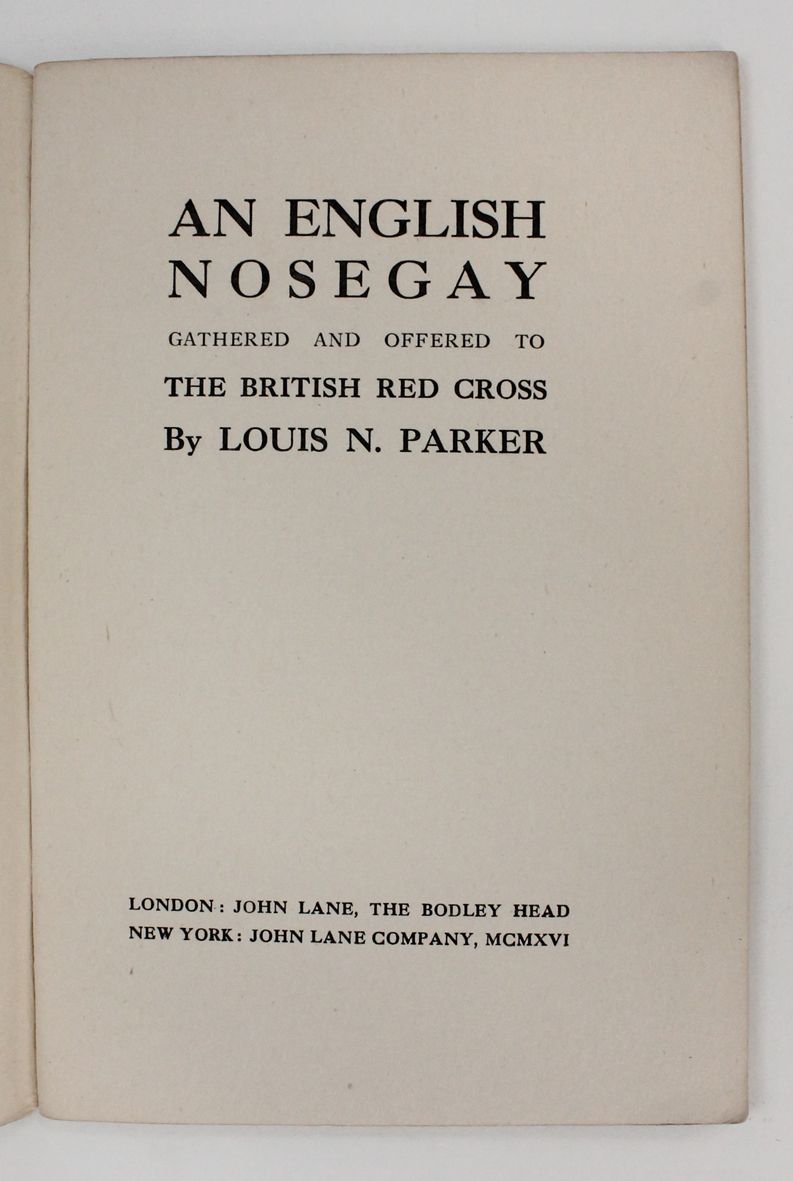 AN ENGLISH
NOSEGAY
GATHERED AND OFFERED TO
THE BRITISH RED CROSS
By LOUIS N. PARKER
LONDON: JOHN LANE, THE BODLEY HEAD
NEW YORK: JOHN LANE COMPANY, MCMXVI